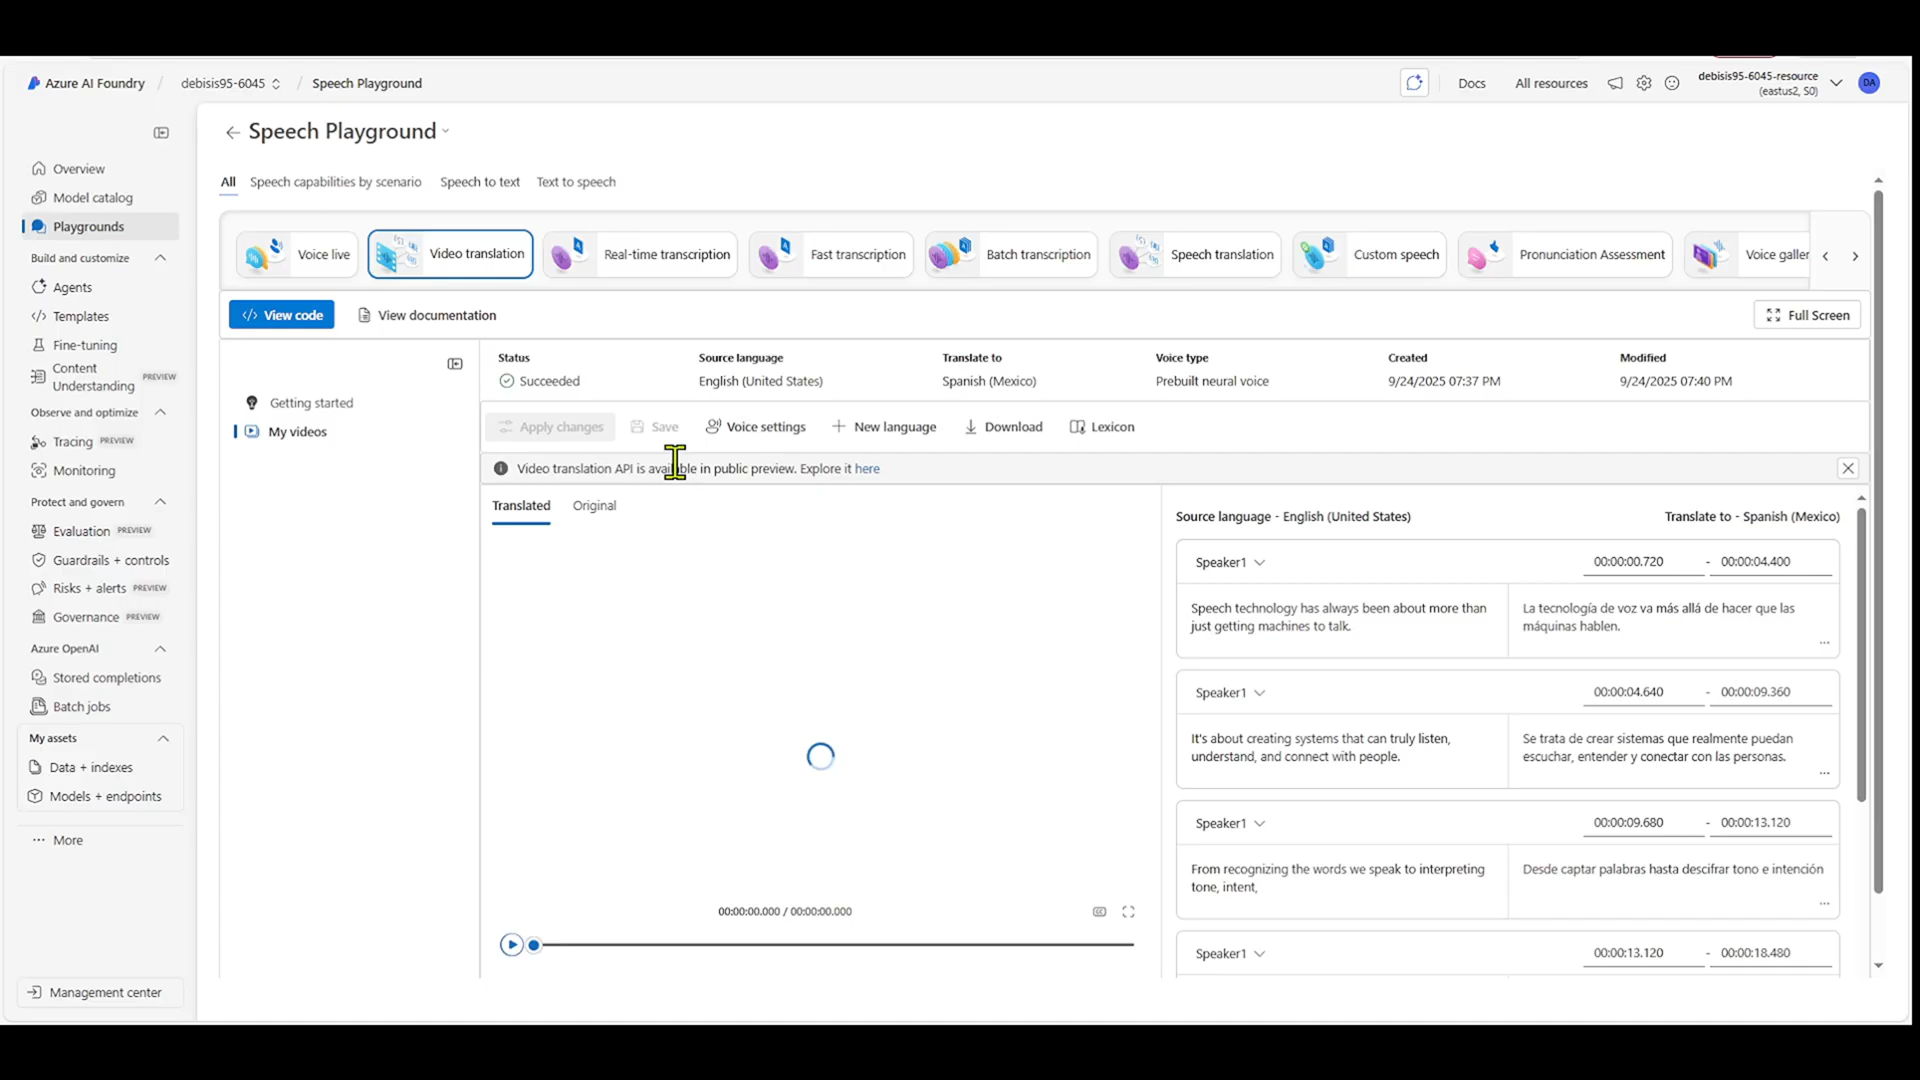 Azure AI Foundry / debisis95-6045 / Speech Playground
Docs
All resources
debisis95-6045-resource
(eastus2, S0)
DA
Overview
Model catalog
Playgrounds
Build and customize
Agents
Templates
Fine-tuning
Content
Understanding PREVIEW
Observe and optimize
Tracing PREVIEW
Monitoring
Protect and govern
Evaluation PREVIEW
Guardrails + controls
Risks + alerts PREVIEW
Governance PREVIEW
Azure OpenAI
Stored completions
Batch jobs
My assets
Data + indexes
Models + endpoints
More
Management center
Speech Playground
All Speech capabilities by scenario Speech to text Text to speech
Voice live Video translation Real-time transcription Fast transcription Batch transcription Speech translation Custom speech Pronunciation Assessment Voice galler
View code View documentation Full Screen
Getting started
My videos
Status Source language Translate to Voice type Created Modified
Succeeded English (United States) Spanish (Mexico) Prebuilt neural voice 9/24/2025 07:37 PM 9/24/2025 07:40 PM
Apply changes Save Voice settings New language Download Lexicon
Video translation API is available in public preview. Explore it here
Translated Original
00:00:00.000 / 00:00:00.000
Source language - English (United States) Translate to - Spanish (Mexico)
Speaker1 00:00:00.720 - 00:00:04.400
Speech technology has always been about more than
just getting machines to talk.
La tecnología de voz va más allá de hacer que las
máquinas hablen.
Speaker1 00:00:04.640 - 00:00:09.360
It's about creating systems that can truly listen,
understand, and connect with people.
Se trata de crear sistemas que realmente puedan
escuchar, entender y conectar con las personas.
Speaker1 00:00:09.680 - 00:00:13.120
From recognizing the words we speak to interpreting
tone, intent,
Desde captar palabras hasta descifrar tono e intención
Speaker1 00:00:13.120 - 00:00:18.480